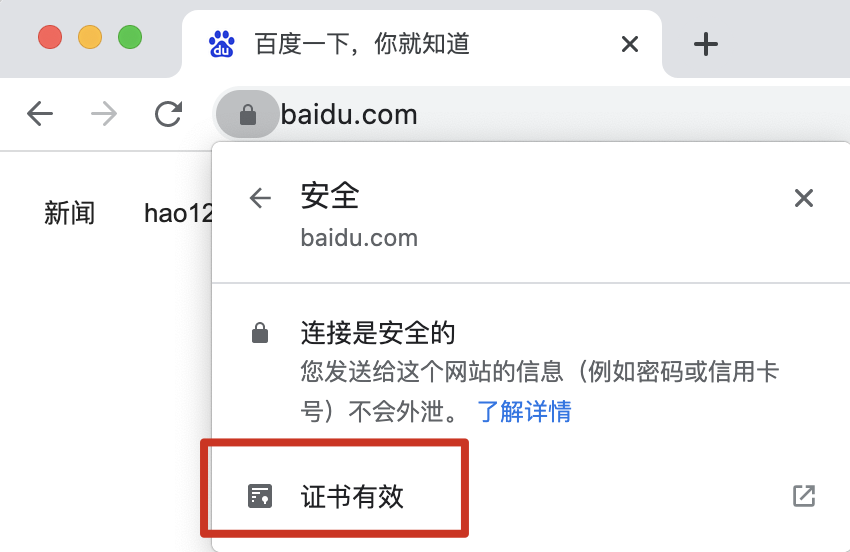 du
百度一下，你就知道
baidu.com
新闻 hao12
安全
baidu.com
连接是安全的
您发送给这个网站的信息（例如密码或信用卡
号）不会外泄。 了解详情
证书有效